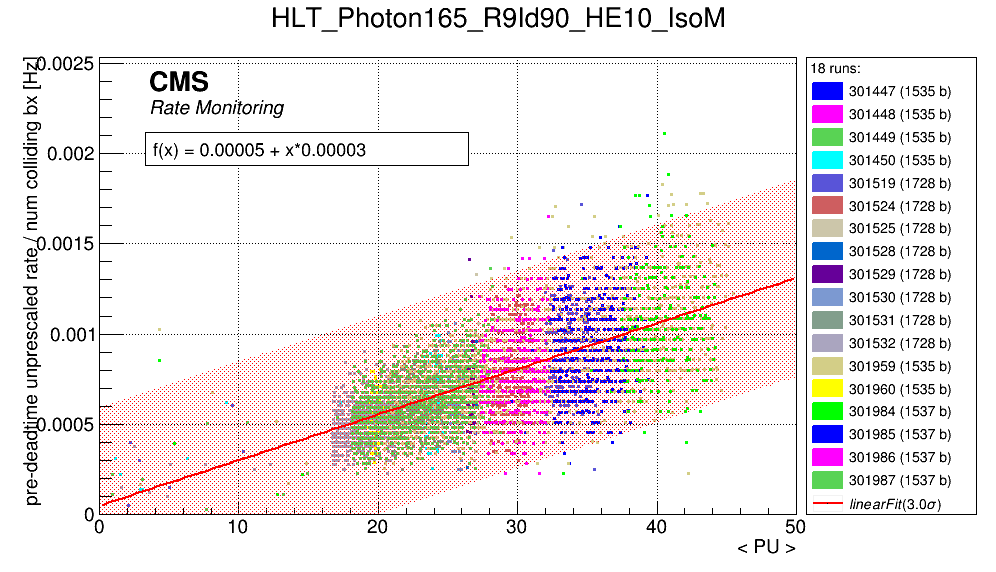 HLT_Photon165_R9Id90_HE10_IsoM
pre-deadtime unprescaled rate / num colliding bx [Hz]
0.0025
0.002
0.0015
0.001
0.0005
0
CMS
Rate Monitoring
f(x) = 0.00005 + x*0.00003
0 10 20 30 40 50
< PU >
18 runs:
301447 (1535 b)
301448 (1535 b)
301449 (1535 b)
301450 (1535 b)
301519 (1728 b)
301524 (1728 b)
301525 (1728 b)
301528 (1728 b)
301529 (1728 b)
301530 (1728 b)
301531 (1728 b)
301532 (1728 b)
301959 (1535 b)
301960 (1535 b)
301984 (1537 b)
301985 (1537 b)
301986 (1537 b)
301987 (1537 b)
linearFit(3.0σ)